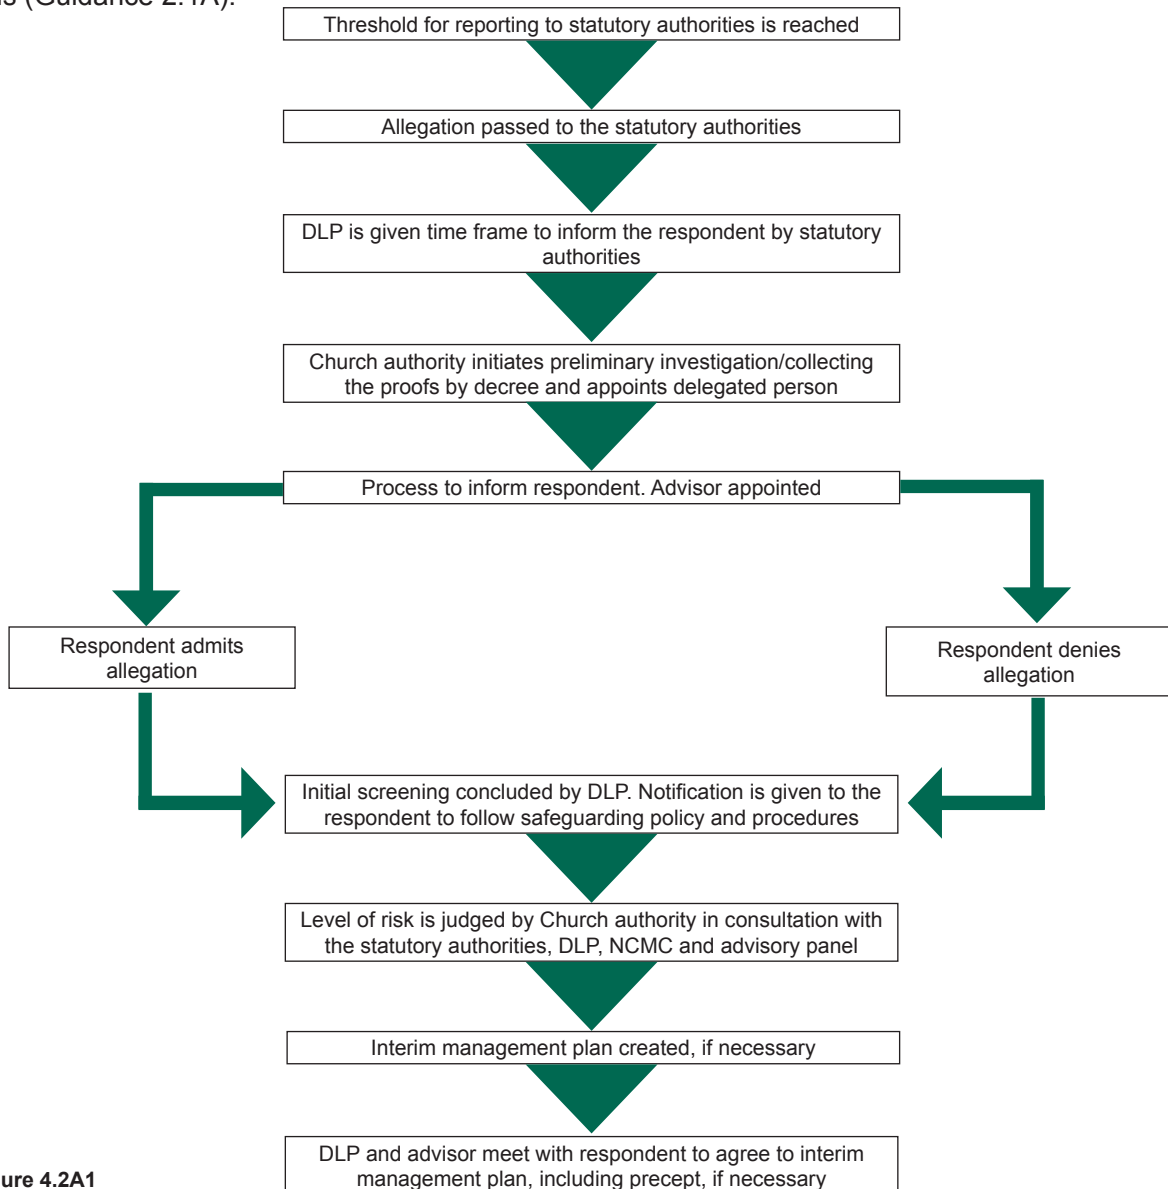 (Guidance 2.1A).
Threshold for reporting to statutory authorities is reached
Allegation passed to the statutory authorities
DLP is given time frame to inform the respondent by statutory
authorities
Church authority initiates preliminary investigation/collecting
the proofs by decree and appoints delegated person
Process to inform respondent. Advisor appointed
Respondent admits
allegation
Respondent denies
allegation
Initial screening concluded by DLP. Notification is given to the
respondent to follow safeguarding policy and procedures
Level of risk is judged by Church authority in consultation with
the statutory authorities, DLP, NCMC and advisory panel
Interim management plan created, if necessary
DLP and advisor meet with respondent to agree to interim
management plan, including precept, if necessary
ure 4.2A1